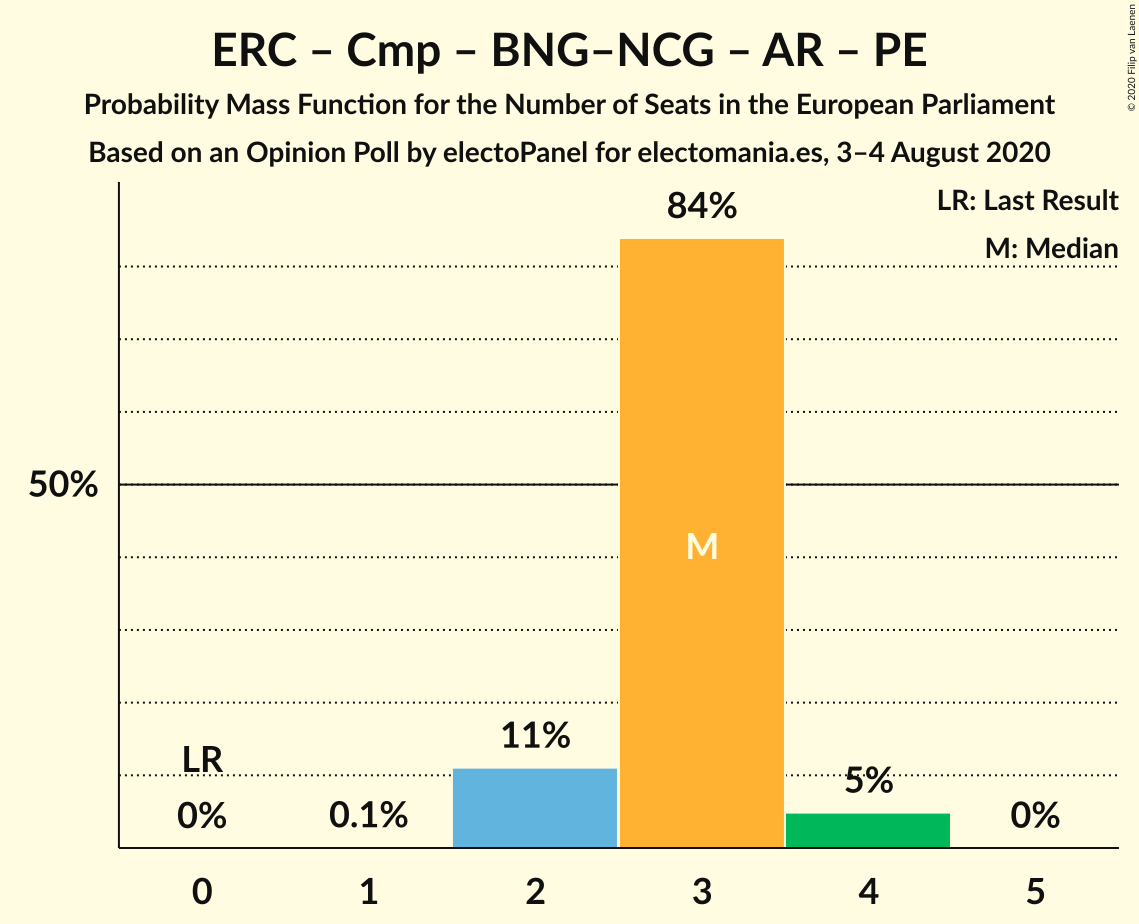 ERC – Cmp – BNG–NCG – AR – PE
Probability Mass Function for the Number of Seats in the European Parliament
Based on an Opinion Poll by electoPanel for electomania.es, 3–4 August 2020
© 2020 Filip van Laenen
LR: Last Result
M: Median
84%
50%
M
11%
LR
5%
0%
0.1%
0%
0
1
2
3
4
5